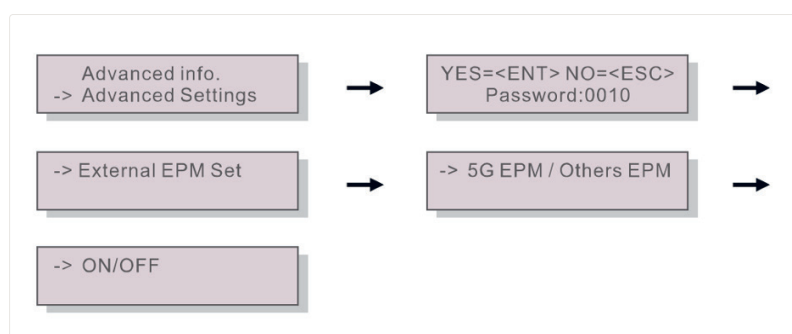 Advanced info.
-> Advanced Settings
YES=<ENT> NO=<ESC>
Password:0010
-> External EPM Set
-> 5G EPM / Others EPM
-> ON/OFF